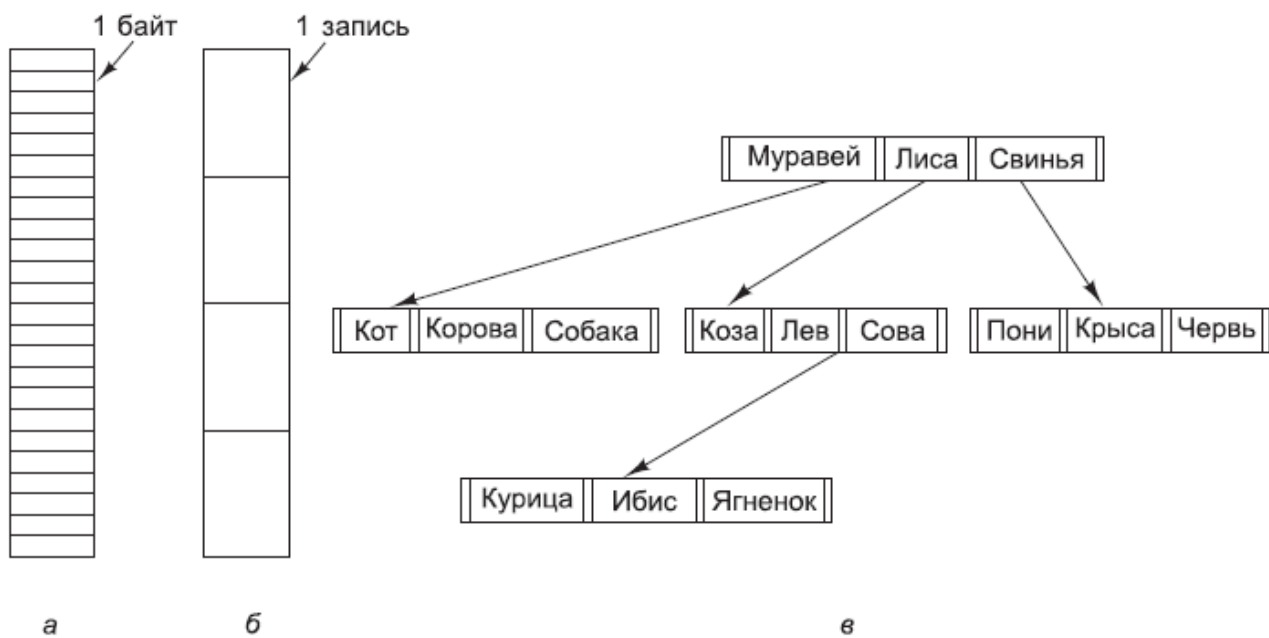 1 байт
1 запись
Муравей Лиса Свинья
Кот Корова Собака
Коза Лев Сова
Пони Крыса Червь
Курица Ибис Ягненок
а
б
в